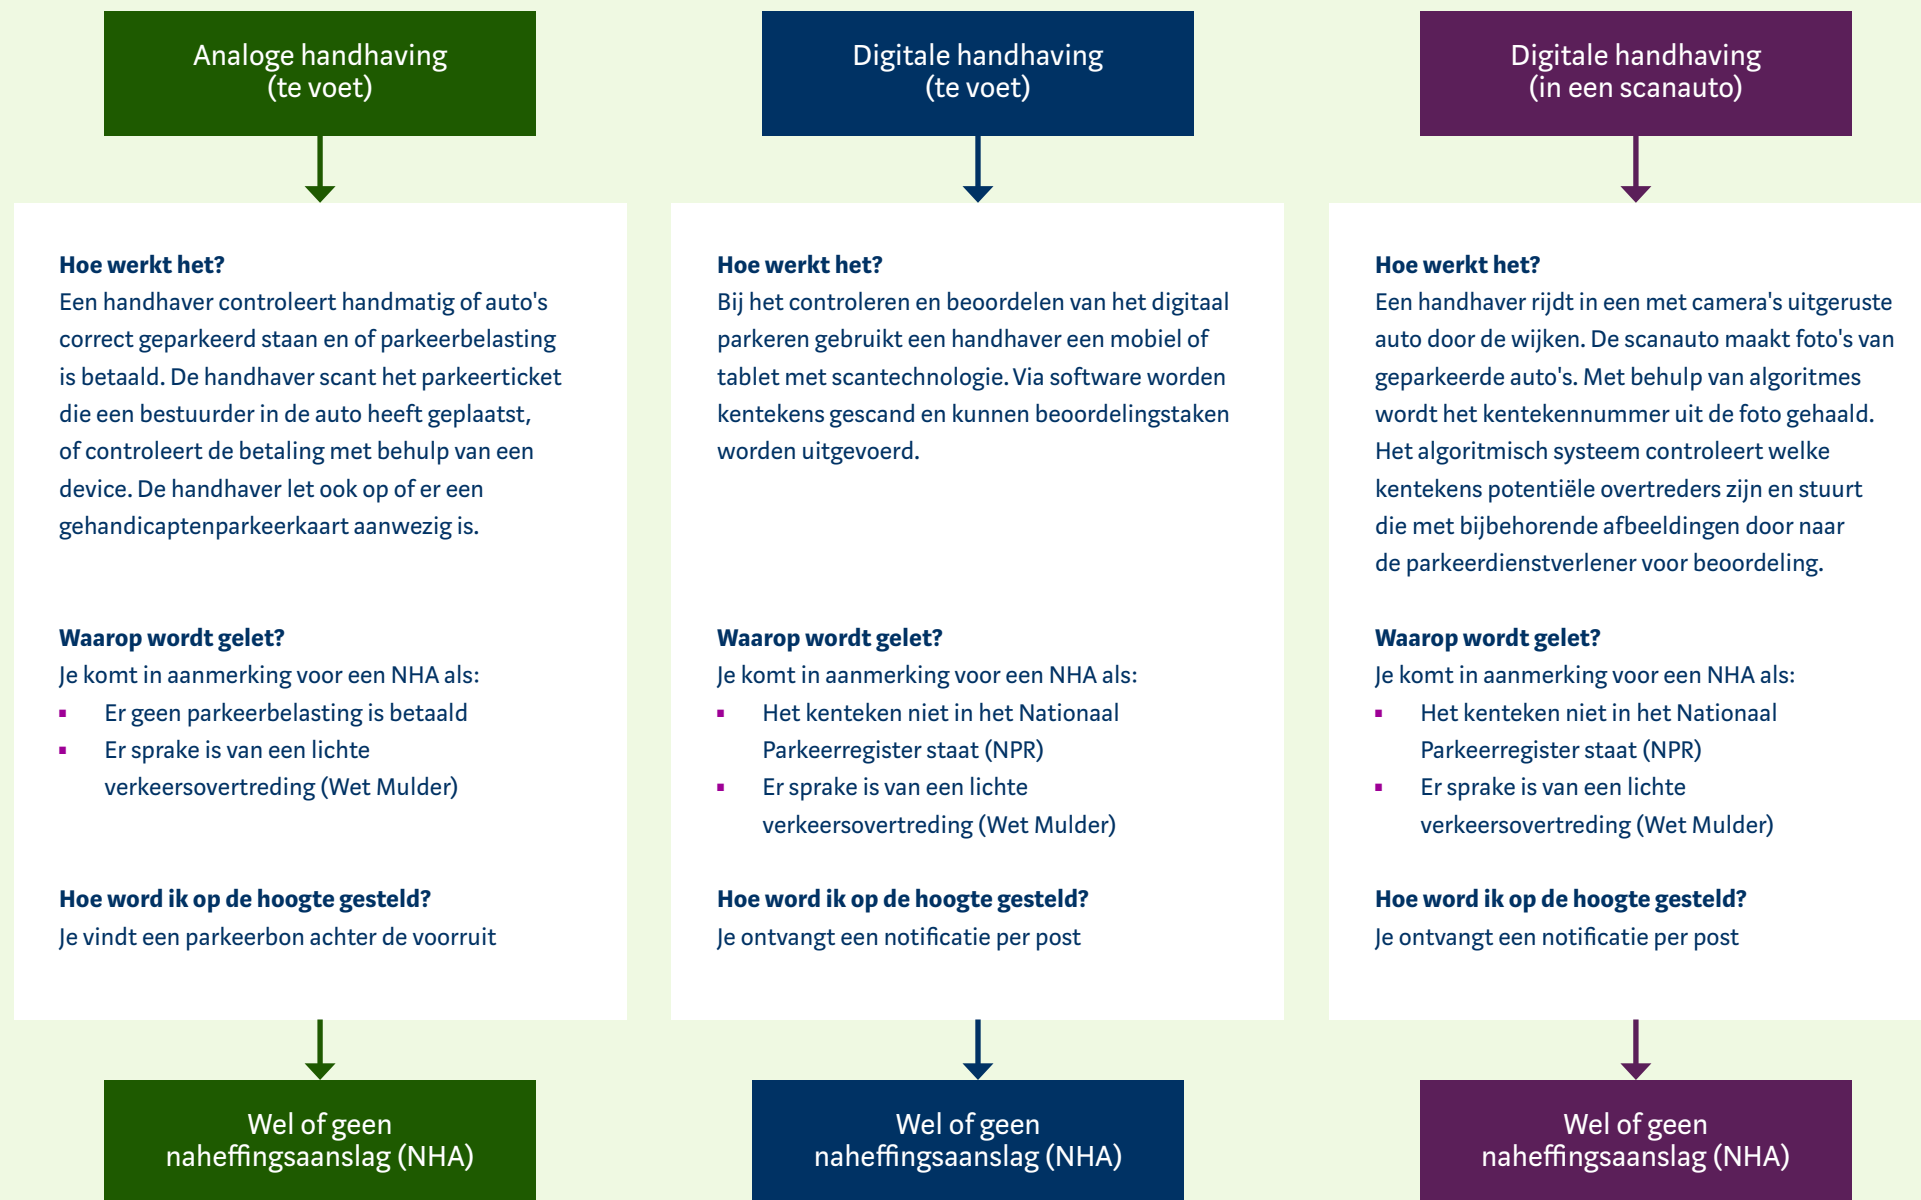 Analoge handhaving
(te voet)
Hoe werkt het?
Een handhaver controleert handmatig of auto's
correct geparkeerd staan en of parkeerbelasting
is betaald. De handhaver scant het parkeerticket
die een bestuurder in de auto heeft geplaatst,
of controleert de betaling met behulp van een
device. De handhaver let ook op of er een
gehandicaptenparkeerkaart aanwezig is.
Waarop wordt gelet?
Je komt in aanmerking voor een NHA als:
▪ Er geen parkeerbelasting is betaald
▪ Er sprake is van een lichte
verkeersovertreding (Wet Mulder)
Hoe word ik op de hoogte gesteld?
Je vindt een parkeerbon achter de voorruit
Wel of geen
naheffingsaanslag (NHA)
Digitale handhaving
(te voet)
Hoe werkt het?
Bij het controleren en beoordelen van het digitaal
parkeren gebruikt een handhaver een mobiel of
tablet met scantechnologie. Via software worden
kentekens gescand en kunnen beoordelingstaken
worden uitgevoerd.
Waarop wordt gelet?
Je komt in aanmerking voor een NHA als:
▪ Het kenteken niet in het Nationaal
Parkeerregister staat (NPR)
▪ Er sprake is van een lichte
verkeersovertreding (Wet Mulder)
Hoe word ik op de hoogte gesteld?
Je ontvangt een notificatie per post
Wel of geen
naheffingsaanslag (NHA)
Digitale handhaving
(in een scanauto)
Hoe werkt het?
Een handhaver rijdt in een met camera's uitgeruste
auto door de wijken. De scanauto maakt foto's van
geparkeerde auto's. Met behulp van algoritmes
wordt het kentekennummer uit de foto gehaald.
Het algoritmisch systeem controleert welke
kentekens potentiële overtreders zijn en stuurt
die met bijbehorende afbeeldingen door naar
de parkeerdienstverlener voor beoordeling.
Waarop wordt gelet?
Je komt in aanmerking voor een NHA als:
▪ Het kenteken niet in het Nationaal
Parkeerregister staat (NPR)
▪ Er sprake is van een lichte
verkeersovertreding (Wet Mulder)
Hoe word ik op de hoogte gesteld?
Je ontvangt een notificatie per post
Wel of geen
naheffingsaanslag (NHA)